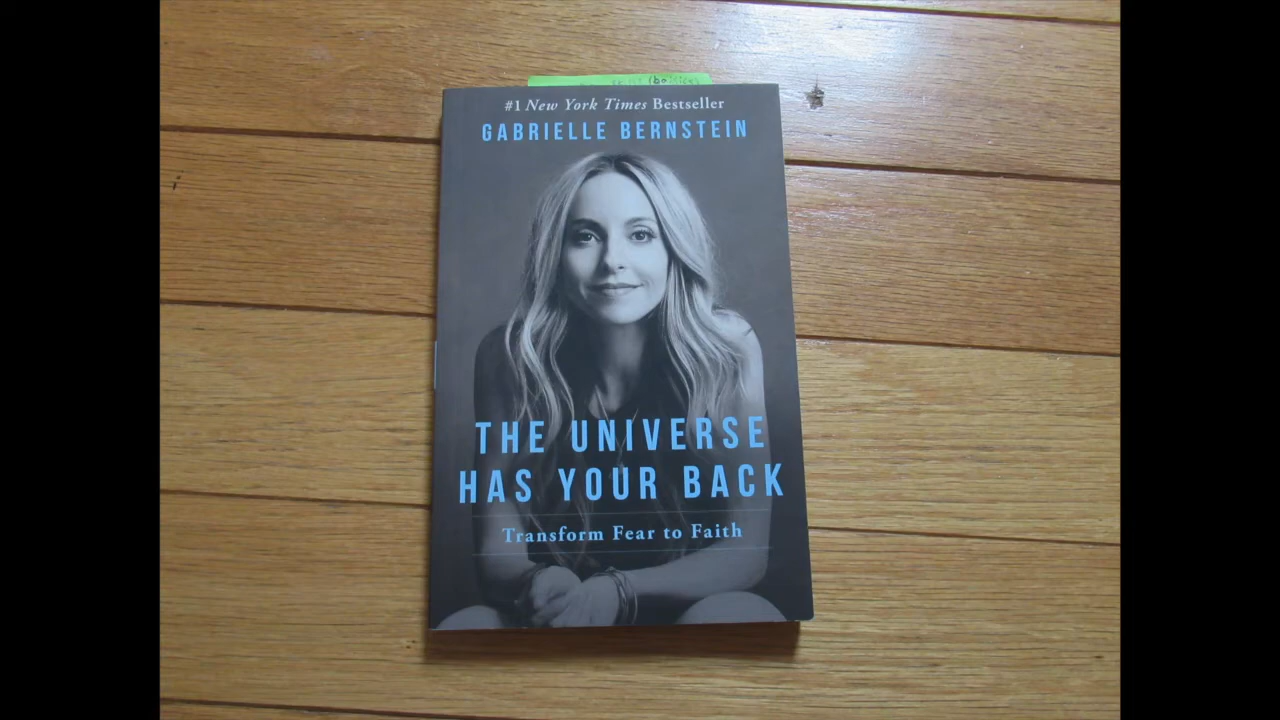 #1 New York Times Bestseller
GABRIELLE BERNSTEIN
THE UNIVERSE
HAS YOUR BACK
Transform Fear to Faith